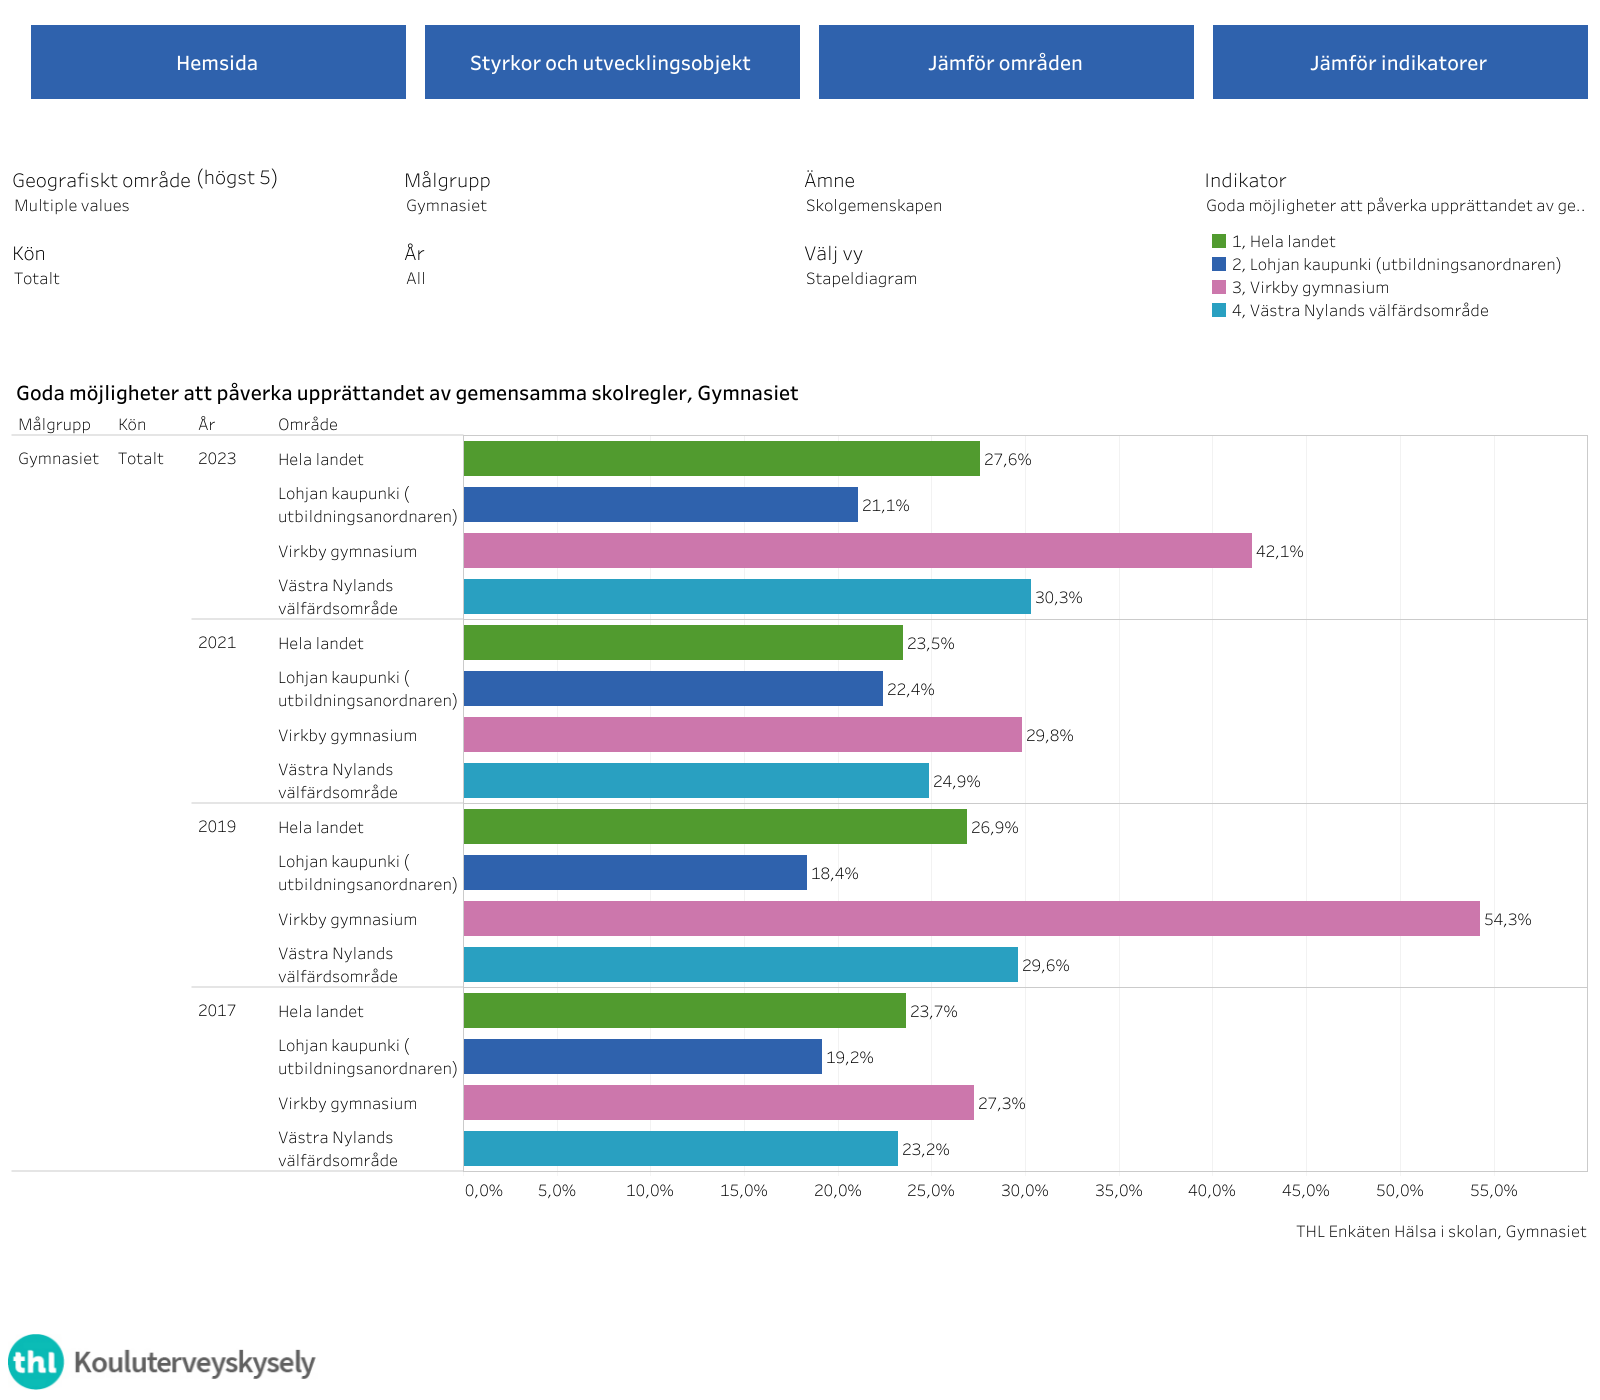 Hemsida
Styrkor och utvecklingsobjekt
Jämför områden
Jämför indikatorer
Geografiskt område (högst 5)
Multiple values
Målgrupp
Gymnasiet
Ämne
Skolgemenskapen
Indikator
Goda möjligheter att påverka upprättandet av ge..
Kön
Totalt
År
All
Välj vy
Stapeldiagram
1, Hela landet
2, Lohjan kaupunki (utbildningsanordnaren)
3, Virkby gymnasium
4, Västra Nylands välfärdsområde
Goda möjligheter att påverka upprättandet av gemensamma skolregler, Gymnasiet
Målgrupp Kön År Område
Gymnasiet Totalt 2023 Hela landet 27,6%
Lohjan kaupunki (
utbildningsanordnaren) 21,1%
Virkby gymnasium 42,1%
Västra Nylands
välfärdsområde 30,3%
2021 Hela landet 23,5%
Lohjan kaupunki (
utbildningsanordnaren) 22,4%
Virkby gymnasium 29,8%
Västra Nylands
välfärdsområde 24,9%
2019 Hela landet 26,9%
Lohjan kaupunki (
utbildningsanordnaren) 18,4%
Virkby gymnasium 54,3%
Västra Nylands
välfärdsområde 29,6%
2017 Hela landet 23,7%
Lohjan kaupunki (
utbildningsanordnaren) 19,2%
Virkby gymnasium 27,3%
Västra Nylands
välfärdsområde 23,2%
0,0% 5,0% 10,0% 15,0% 20,0% 25,0% 30,0% 35,0% 40,0% 45,0% 50,0% 55,0%
THL Enkäten Hälsa i skolan, Gymnasiet
thl Kouluterveyskysely